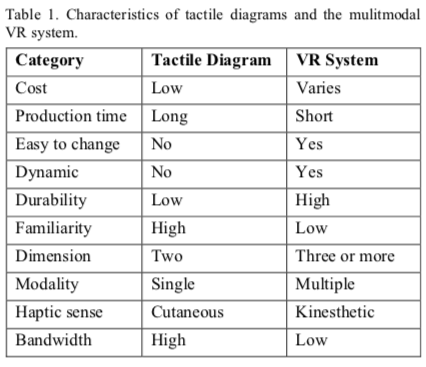 Table 1. Characteristics of tactile diagrams and the mulitmodal
VR system.
Category Tactile Diagram VR System
Cost Low Varies
Production time Long Short
Easy to change No Yes
Dynamic No Yes
Durability Low High
Familiarity High Low
Dimension Two Three or more
Modality Single Multiple
Haptic sense Cutaneous Kinesthetic
Bandwidth High Low